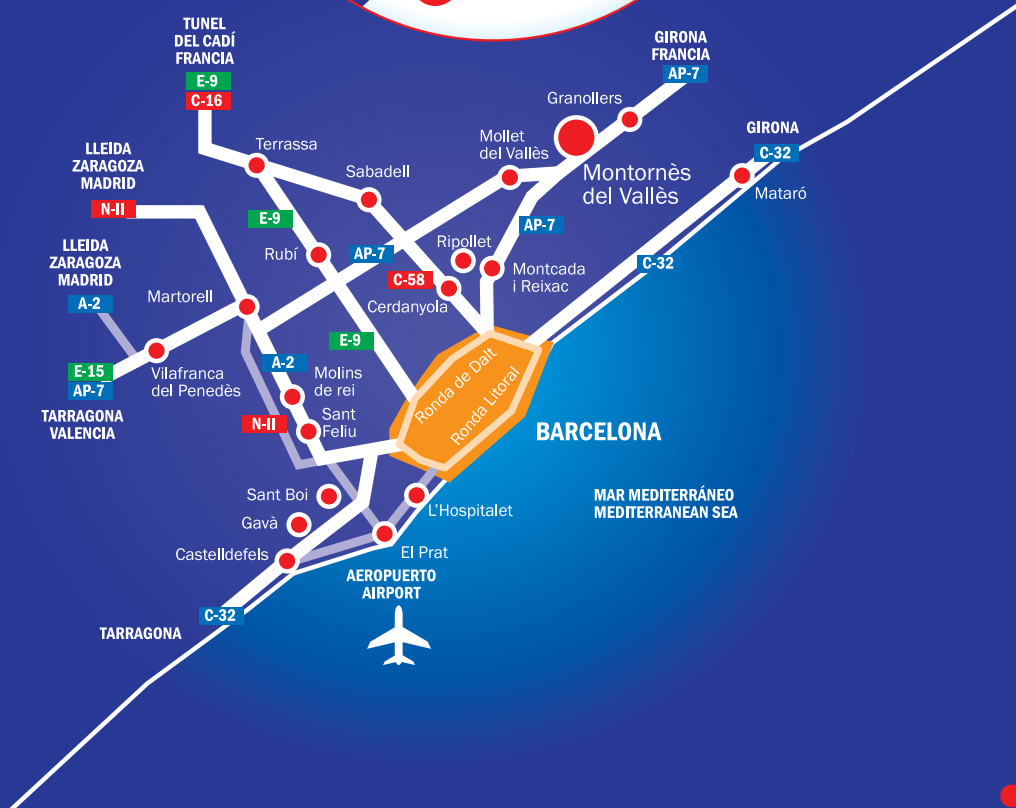 TUNEL
DEL CADÍ
FRANCIA
E-9
C-16
GIRONA
FRANCIA
AP-7
Granollers
GIRONA
C-32
LLEIDA
ZARAGOZA
MADRID
N-II
Terrassa
Mollet
del Vallès
Sabadell
Montornès
del Vallès
Mataró
E-9
AP-7
LLEIDA
ZARAGOZA
MADRID
A-2
Rubí
AP-7
Ripollet
C-58
Montcada
i Reixac
C-32
Martorell
Cerdanyola
E-9
E-15
AP-7
TARRAGONA
VALENCIA
Vilafranca
del Penedès
A-2
Molins
de rei
N-II
Sant
Feliu
Ronda de Dalt
Ronda Litoral
BARCELONA
Sant Boi
Gavà
L'Hospitalet
MAR MEDITERRÁNEO
MEDITERRANEAN SEA
Castelldefels
El Prat
AEROPUERTO
AIRPORT
C-32
TARRAGONA